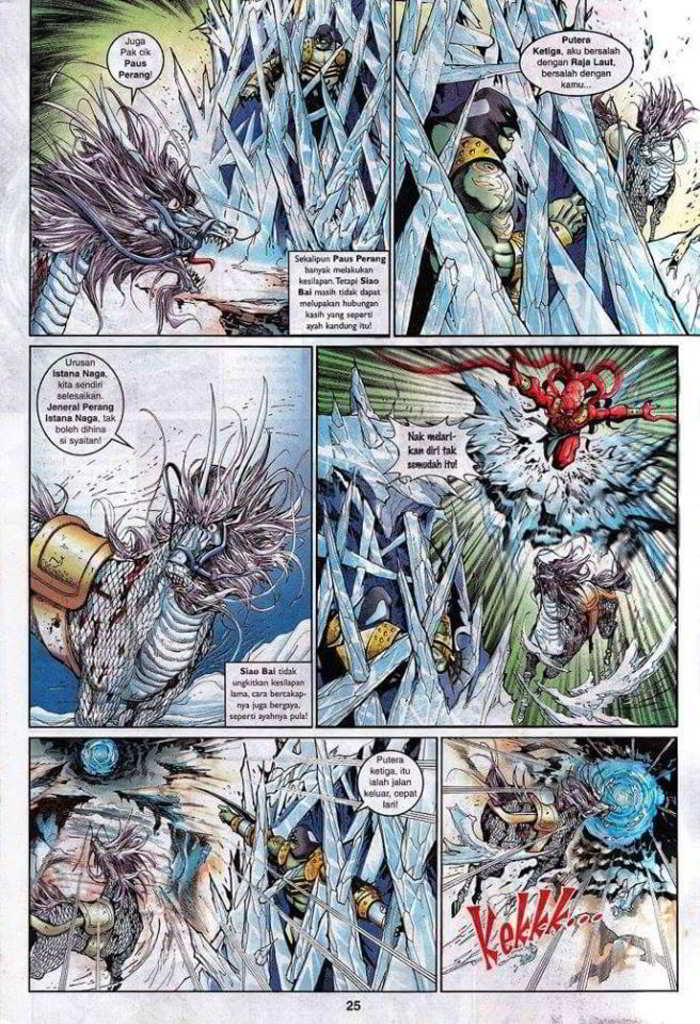 Juga
Pak cik
Paus
Perang!
Sekalipun Paus Perang
banyak melakukan
kesilapan. Tetapi Siao
Bai masih tidak dapat
melupakan hubungan
kasih yang seperti
ayah kandung itu!
Putera
Ketiga, aku bersalah
dengan Raja Laut,
bersalah dengan
kamu...
Urusan
Istana Naga,
kita sendiri
selesaikan.
Jeneral Perang
Istana Naga, tak
boleh dihina
si syaitan!
Siao Bai tidak
ungkitkan kesilapan
lama, cara bercakap-
nya juga bergaya,
seperti ayahnya pula!
Nak melari-
kan diri tak
semudah itu!
Putera
ketiga, itu
ialah jalan
keluar, cepat
lari!
Kekkk...
25